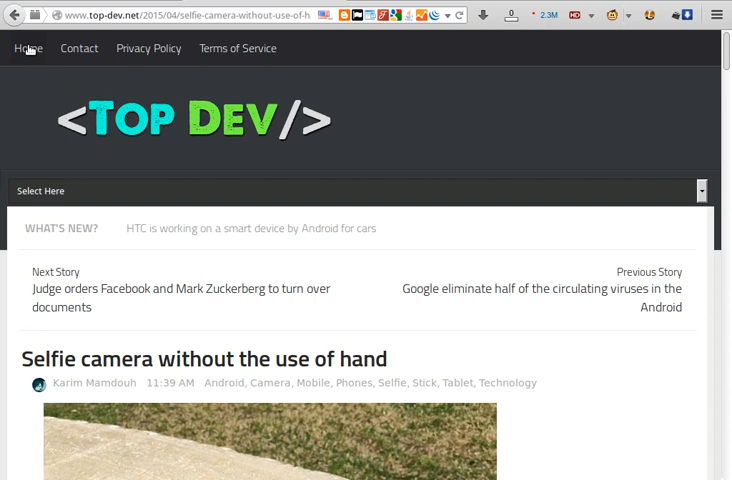 www.top-dev.net/2015/04/selfie-camera-without-use-of-h
0
2.3M
HD
Home Contact Privacy Policy Terms of Service
<TOP DEV/>
Select Here
WHAT'S NEW? HTC is working on a smart device by Android for cars
Next Story
Judge orders Facebook and Mark Zuckerberg to turn over
documents
Previous Story
Google eliminate half of the circulating viruses in the
Android
Selfie camera without the use of hand
Karim Mamdouh 11:39 AM Android, Camera, Mobile, Phones, Selfie, Stick, Tablet, Technology